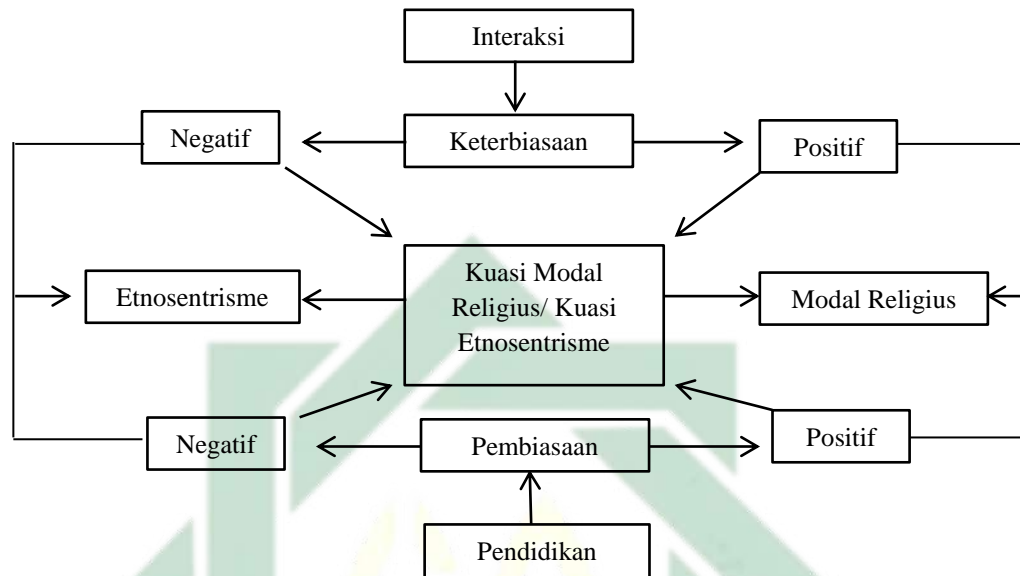 Interaksi
Negatif
Keterbiasaan
Positif
Kuasi Modal
Religius/ Kuasi
Etnosentrisme
Etnosentrisme
Modal Religius
Negatif
Pembiasaan
Positif
Pendidikan